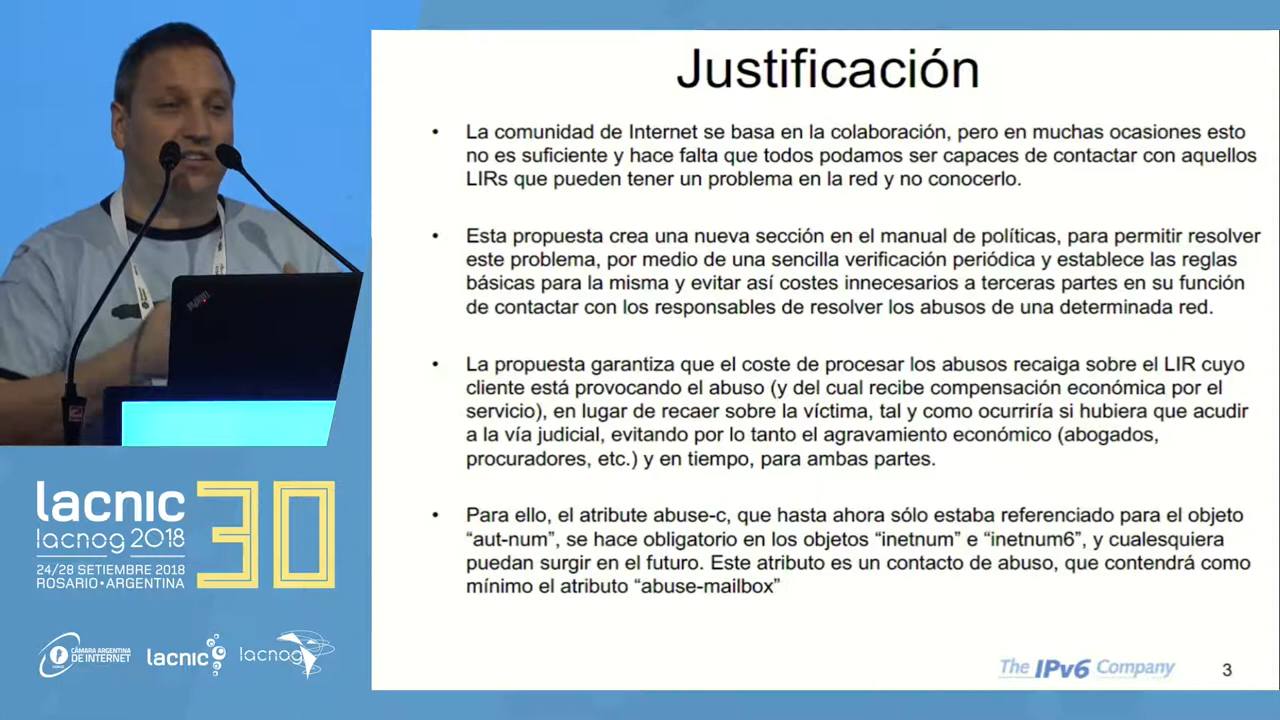 Justificación
• La comunidad de Internet se basa en la colaboración, pero en muchas ocasiones esto
no es suficiente y hace falta que todos podamos ser capaces de contactar con aquellos
LIRs que pueden tener un problema en la red y no conocerlo.
• Esta propuesta crea una nueva sección en el manual de políticas, para permitir resolver
este problema, por medio de una sencilla verificación periódica y establece las reglas
básicas para la misma y evitar así costes innecesarios a terceras partes en su función
de contactar con los responsables de resolver los abusos de una determinada red.
• La propuesta garantiza que el coste de procesar los abusos recaiga sobre el LIR cuyo
cliente está provocando el abuso (y del cual recibe compensación económica por el
servicio), en lugar de recaer sobre la víctima, tal y como ocurriría si hubiera que acudir
a la vía judicial, evitando por lo tanto el agravamiento económico (abogados,
procuradores, etc.) y en tiempo, para ambas partes.
• Para ello, el atribute abuse-c, que hasta ahora sólo estaba referenciado para el objeto
“aut-num”, se hace obligatorio en los objetos “inetnum” e “inetnum6”, y cualesquiera
puedan surgir en el futuro. Este atributo es un contacto de abuso, que contendrá como
mínimo el atributo “abuse-mailbox”
The IPv6 Company
3
lacnic 30
lacnog 2018
24/28 SETIEMBRE 2018
ROSARIO • ARGENTINA
CÁMARA ARGENTINA
DE INTERNET
lacnic
lacnog